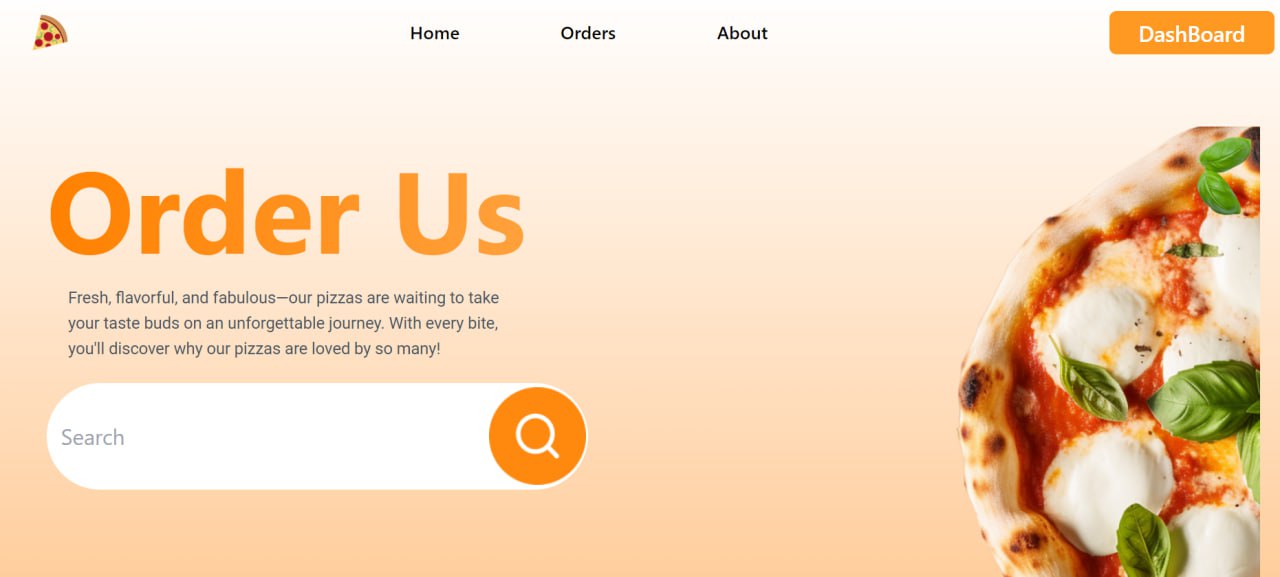 Home
Orders
About
DashBoard
Order Us
Fresh, flavorful, and fabulous—our pizzas are waiting to take
your taste buds on an unforgettable journey. With every bite,
you'll discover why our pizzas are loved by so many!
Search